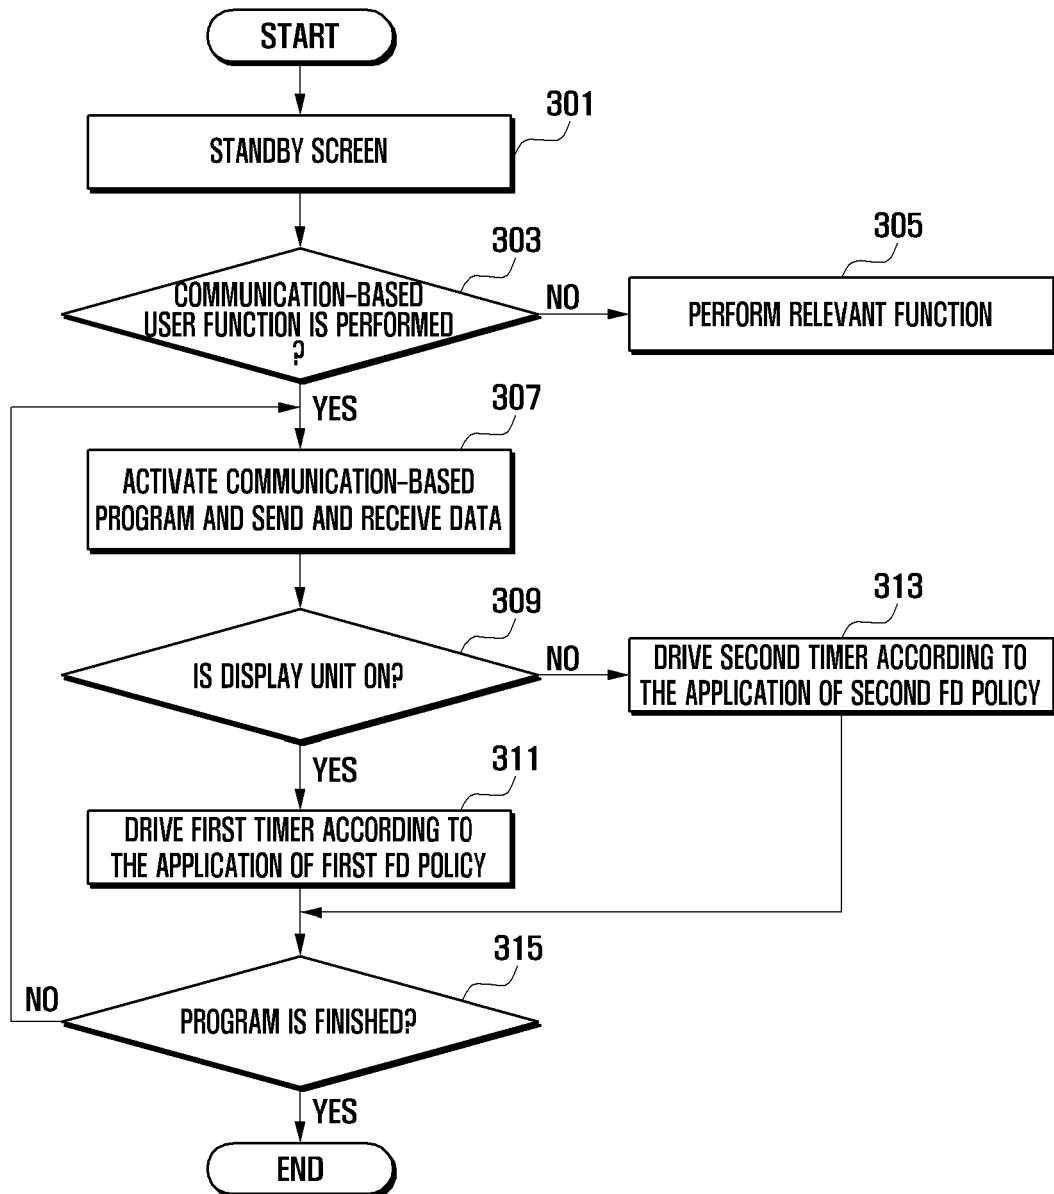 START
301
STANDBY SCREEN
303
COMMUNICATION-BASED
USER FUNCTION IS PERFORMED
?
NO
305
PERFORM RELEVANT FUNCTION
YES
307
ACTIVATE COMMUNICATION-BASED
PROGRAM AND SEND AND RECEIVE DATA
309
IS DISPLAY UNIT ON?
NO
313
DRIVE SECOND TIMER ACCORDING TO
THE APPLICATION OF SECOND FD POLICY
YES
311
DRIVE FIRST TIMER ACCORDING TO
THE APPLICATION OF FIRST FD POLICY
315
PROGRAM IS FINISHED?
NO
YES
END